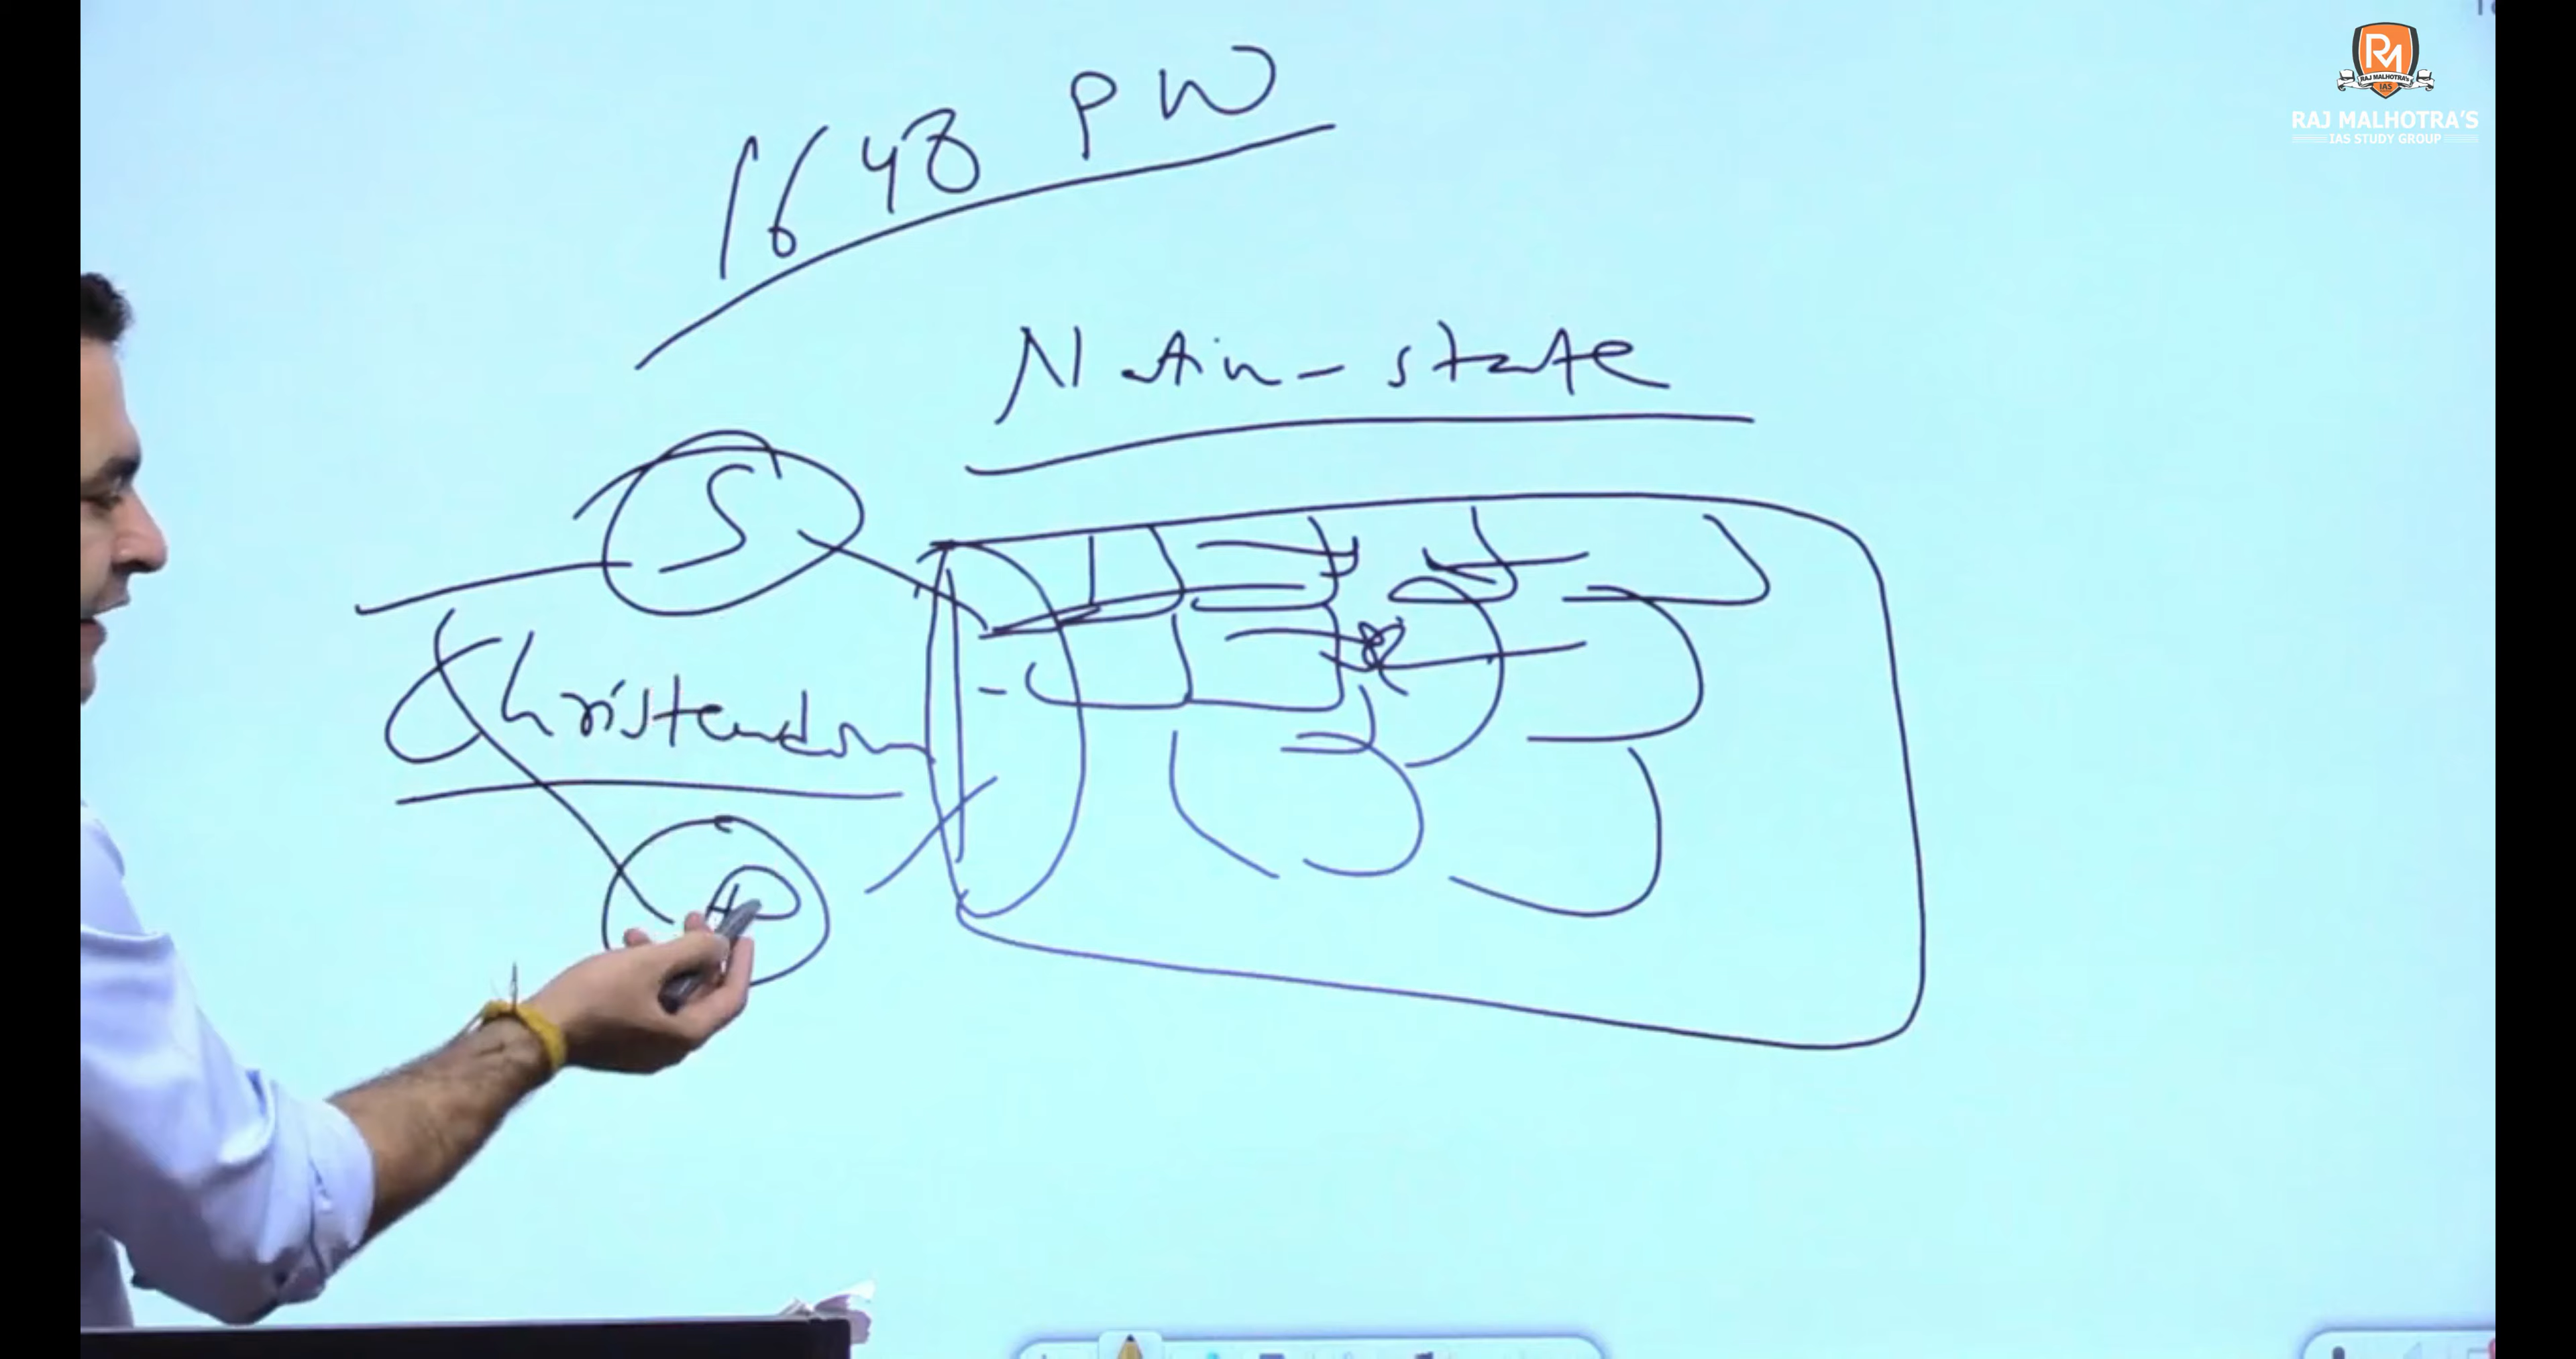 RAJ MALHOTRA'S
IAS STUDY GROUP
1648 PW
Nation-state
S
Christendom